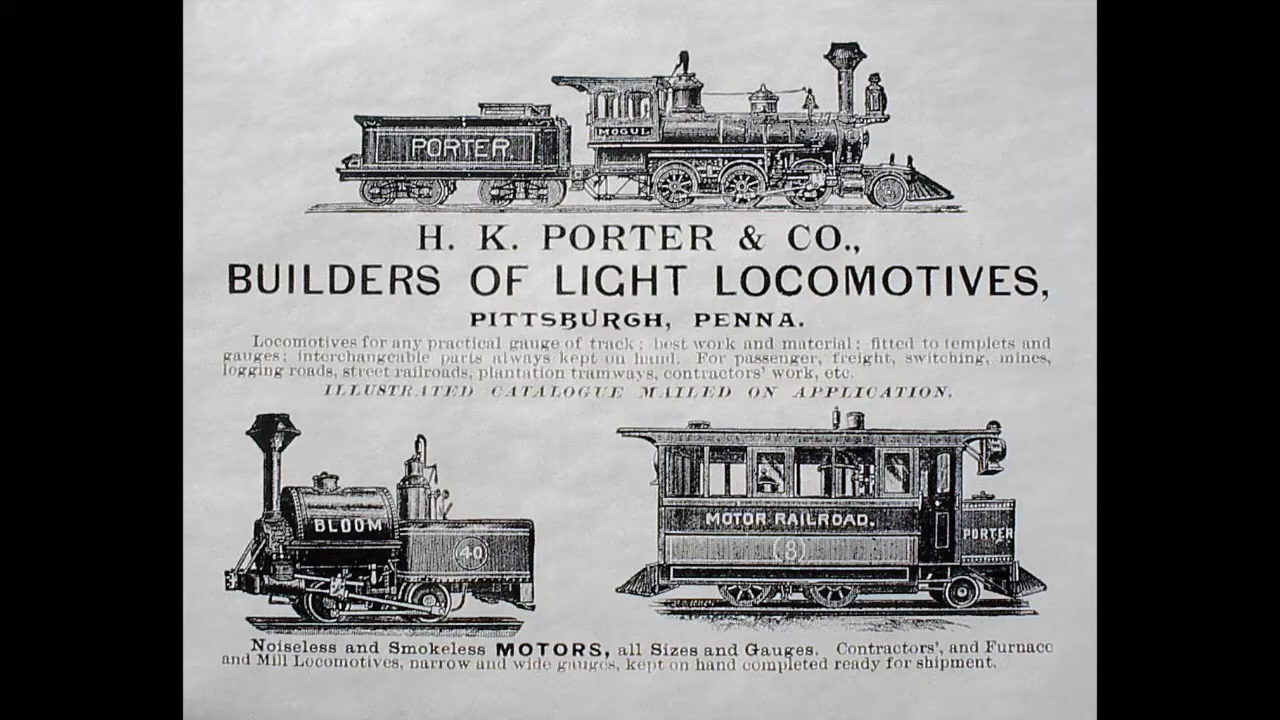 PORTER.
MOGUL
H. K. PORTER & CO.,
BUILDERS OF LIGHT LOCOMOTIVES,
PITTSBURGH, PENNA.
Locomotives for any practical gauge of track; best work and material; fitted to templets and
gauges; interchangeable parts always kept on hand. For passenger, freight, switching, mines,
logging roads, street railroads, plantation tramways, contractors' work, etc.
ILLUSTRATED CATALOGUE MAILED ON APPLICATION.
BLOOM
40
MOTOR RAILROAD.
(8)
PORTER
Noiseless and Smokeless MOTORS, all Sizes and Gauges. Contractors', and Furnace
and Mill Locomotives, narrow and wide gauges, kept on hand completed ready for shipment.